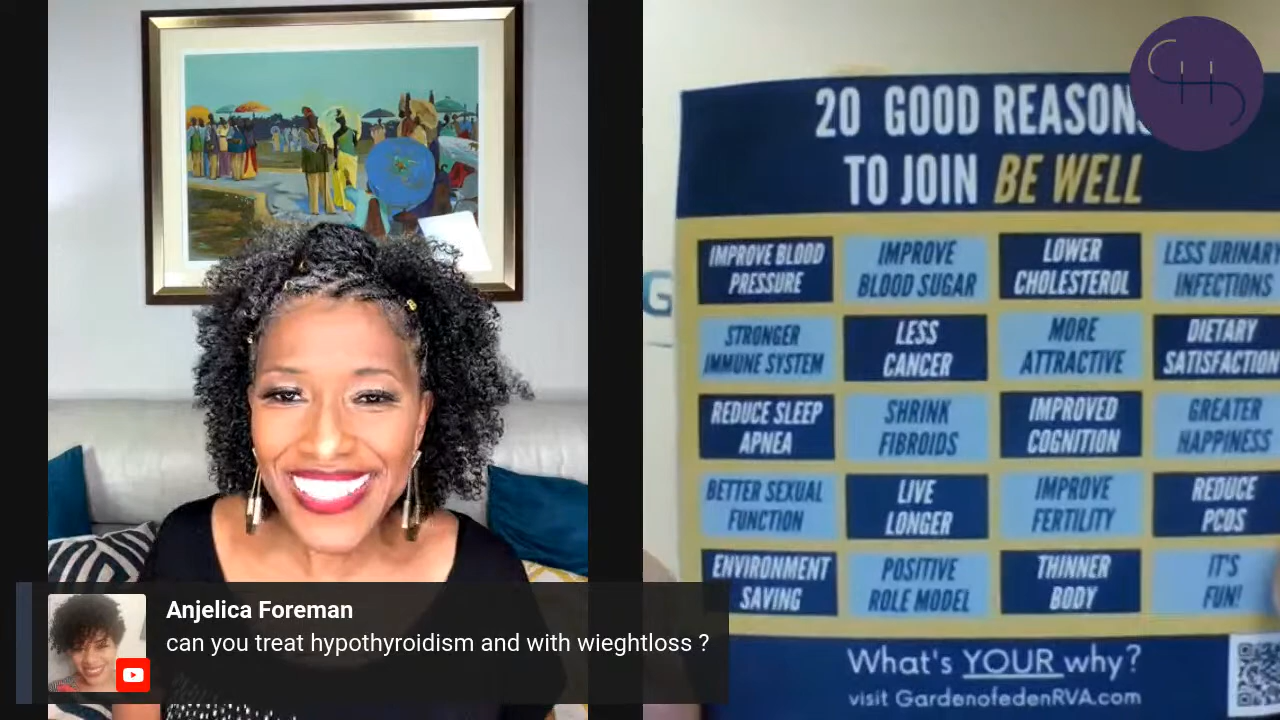 20 GOOD REASONS
TO JOIN BE WELL
IMPROVE BLOOD
PRESSURE
IMPROVE
BLOOD SUGAR
LOWER
CHOLESTEROL
LESS URINARY
INFECTIONS
STRONGER
IMMUNE SYSTEM
LESS
CANCER
MORE
ATTRACTIVE
DIETARY
SATISFACTION
REDUCE SLEEP
APNEA
SHRINK
FIBROIDS
IMPROVED
COGNITION
GREATER
HAPPINESS
BETTER SEXUAL
FUNCTION
LIVE
LONGER
IMPROVE
FERTILITY
REDUCE
PCOS
ENVIRONMENT
SAVING
POSITIVE
ROLE MODEL
THINNER
BODY
IT'S
FUN!
What's YOUR why?
visit GardenofedenRVA.com
G
Anjelica Foreman
can you treat hypothyroidism and with wieghtloss ?